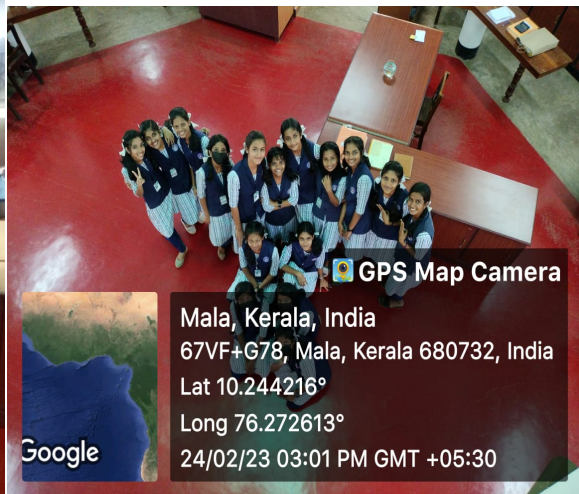 GPS Map Camera
Mala, Kerala, India
67VF+G78, Mala, Kerala 680732, India
Lat 10.244216°
Long 76.272613°
24/02/23 03:01 PM GMT +05:30
Google